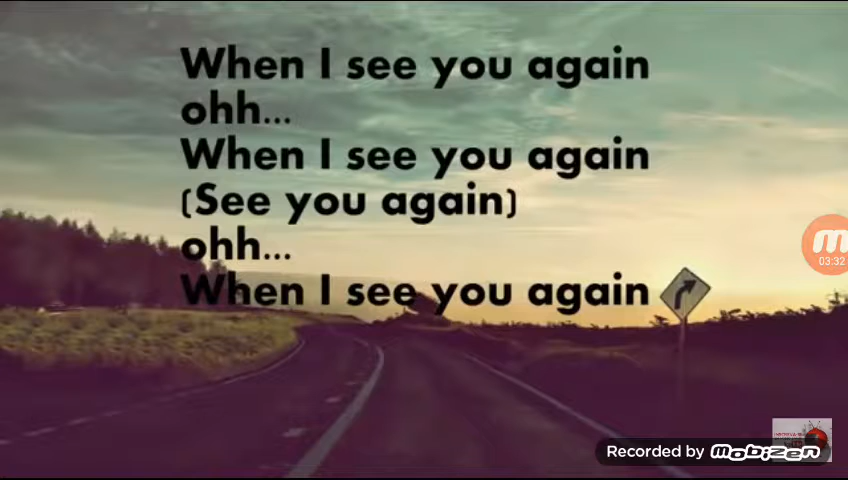 When I see you again
ohh...
When I see you again
(See you again)
ohh...
When I see you again
03:32
Recorded by Mobizen